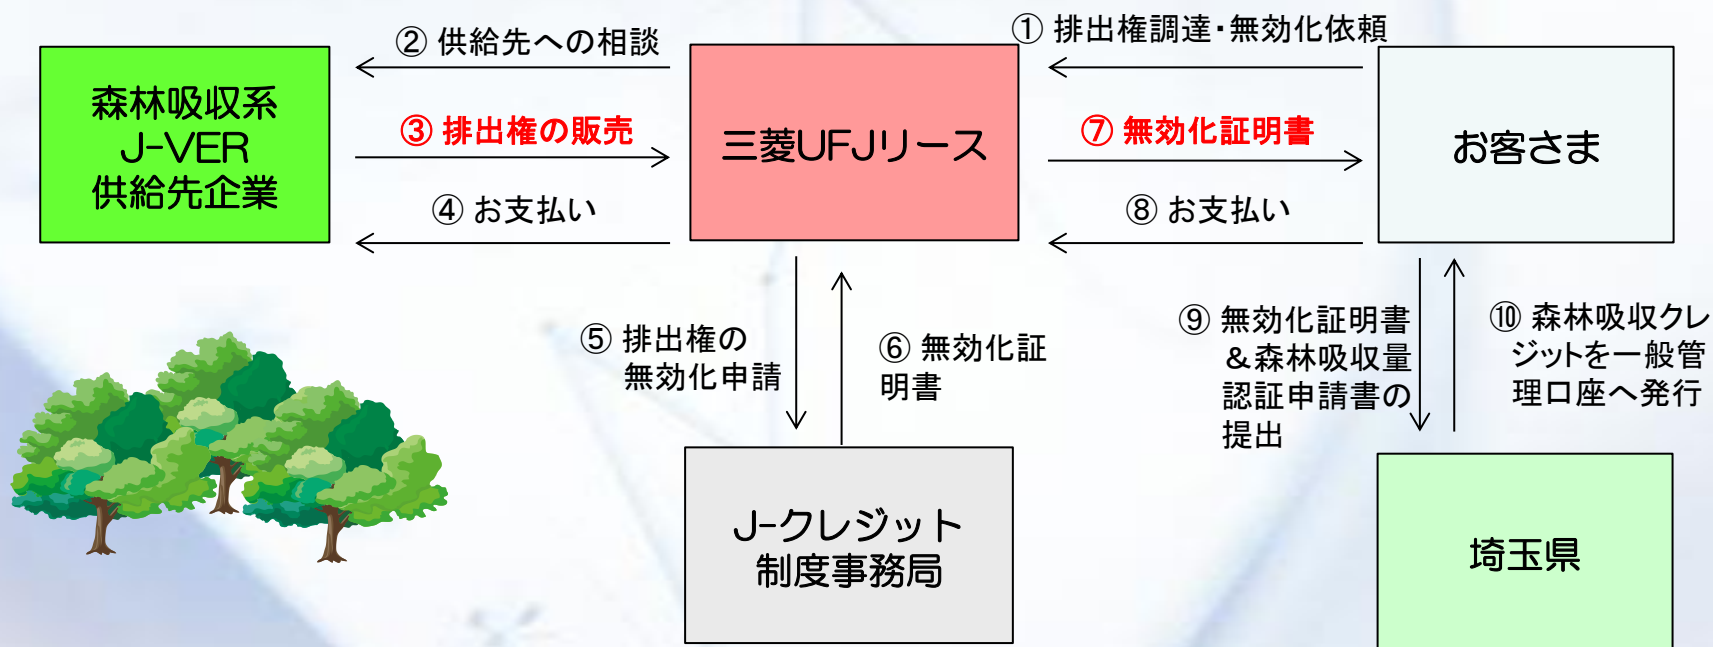 ② 供給先への相談
① 排出権調達・無効化依頼
森林吸収系
J-VER
供給先企業
③ 排出権の販売
三菱UFJリース
⑦ 無効化証明書
お客さま
④ お支払い
⑧ お支払い
⑤ 排出権の
無効化申請
⑥ 無効化証
明書
⑨ 無効化証明書
＆森林吸収量
認証申請書の
提出
⑩ 森林吸収クレ
ジットを一般管
理口座へ発行
J-クレジット
制度事務局
埼玉県